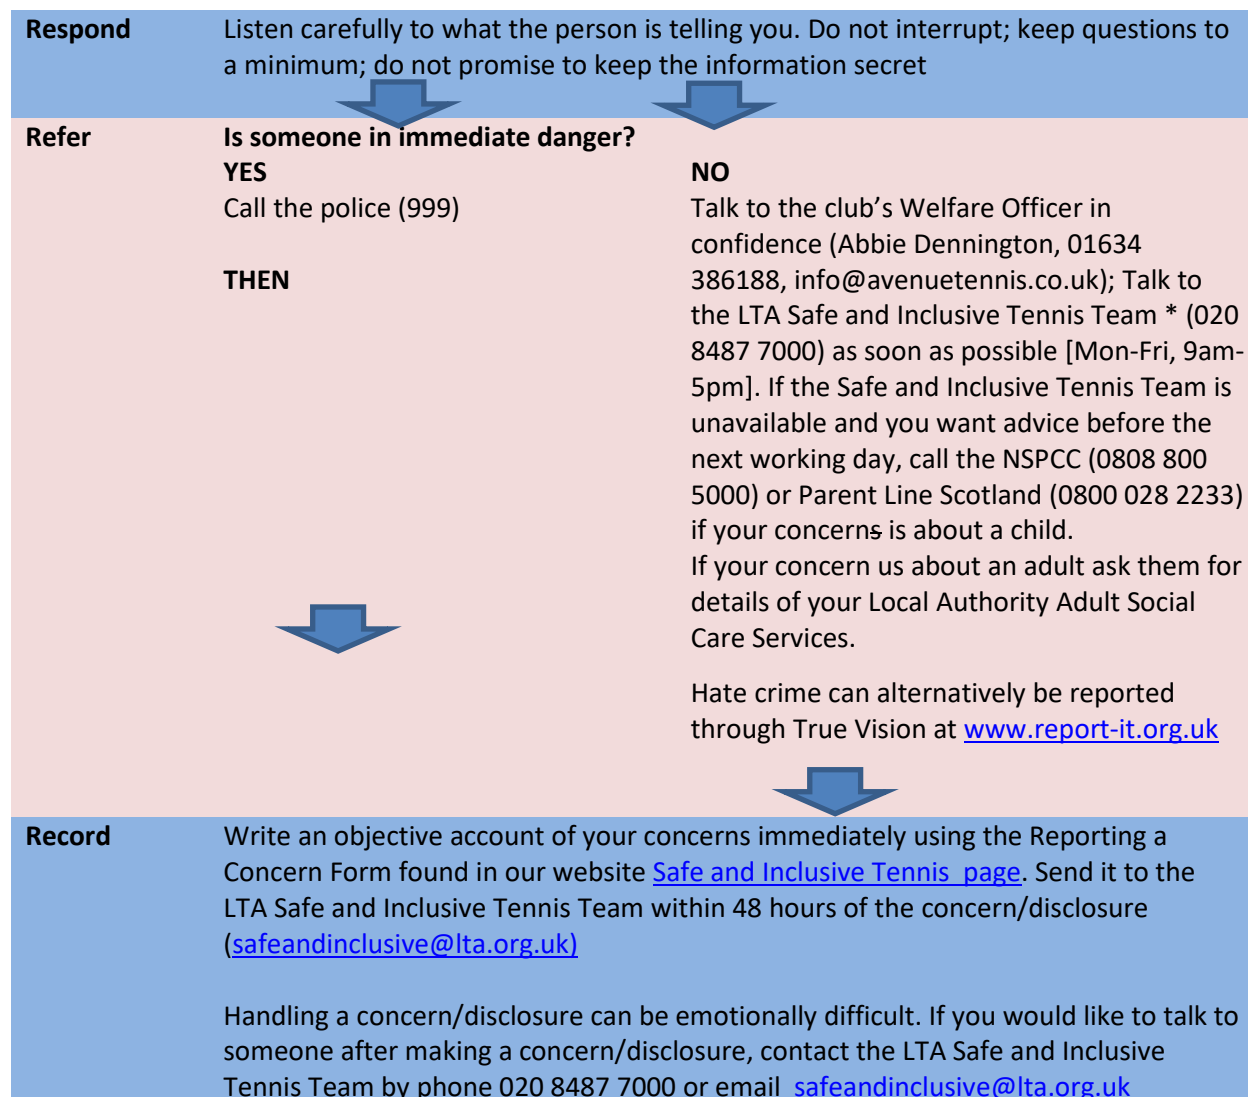 Respond Listen carefully to what the person is telling you. Do not interrupt; keep questions to
a minimum; do not promise to keep the information secret
Refer Is someone in immediate danger?
YES
Call the police (999)
THEN
NO
Talk to the club's Welfare Officer in
confidence (Abbie Dennington, 01634
386188, info@avenuetennis.co.uk); Talk to
the LTA Safe and Inclusive Tennis Team * (020
8487 7000) as soon as possible [Mon-Fri, 9am-
5pm]. If the Safe and Inclusive Tennis Team is
unavailable and you want advice before the
next working day, call the NSPCC (0808 800
5000) or Parent Line Scotland (0800 028 2233)
if your concerns is about a child.
If your concern us about an adult ask them for
details of your Local Authority Adult Social
Care Services.
Hate crime can alternatively be reported
through True Vision at www.report-it.org.uk
Record Write an objective account of your concerns immediately using the Reporting a
Concern Form found in our website Safe and Inclusive Tennis  page. Send it to the
LTA Safe and Inclusive Tennis Team within 48 hours of the concern/disclosure
(safeandinclusive@lta.org.uk)
Handling a concern/disclosure can be emotionally difficult. If you would like to talk to
someone after making a concern/disclosure, contact the LTA Safe and Inclusive
Tennis Team by phone 020 8487 7000 or email  safeandinclusive@lta.org.uk